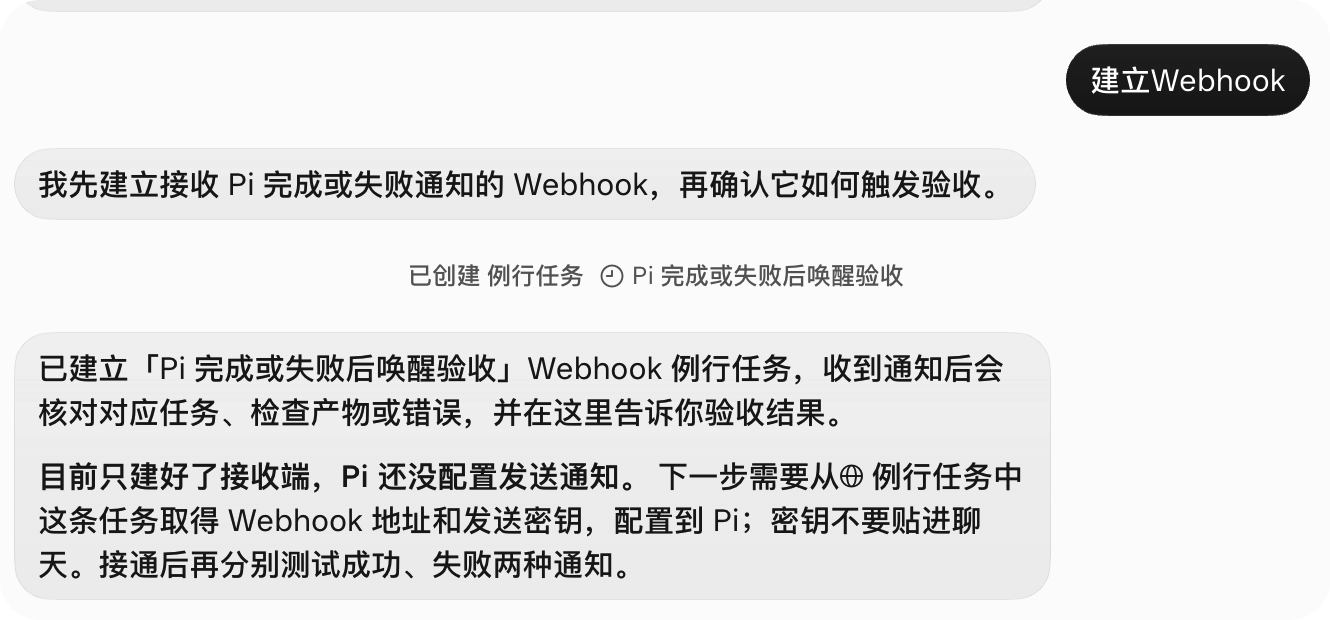 建立Webhook
我先建立接收 Pi 完成或失败通知的 Webhook，再确认它如何触发验收。
已创建 例行任务 Pi 完成或失败后唤醒验收
已建立「Pi 完成或失败后唤醒验收」Webhook 例行任务，收到通知后会
核对对应任务、检查产物或错误，并在这里告诉你验收结果。
目前只建好了接收端，Pi 还没配置发送通知。 下一步需要从 例行任务中
这条任务取得 Webhook 地址和发送密钥，配置到 Pi；密钥不要贴进聊
天。接通后再分别测试成功、失败两种通知。